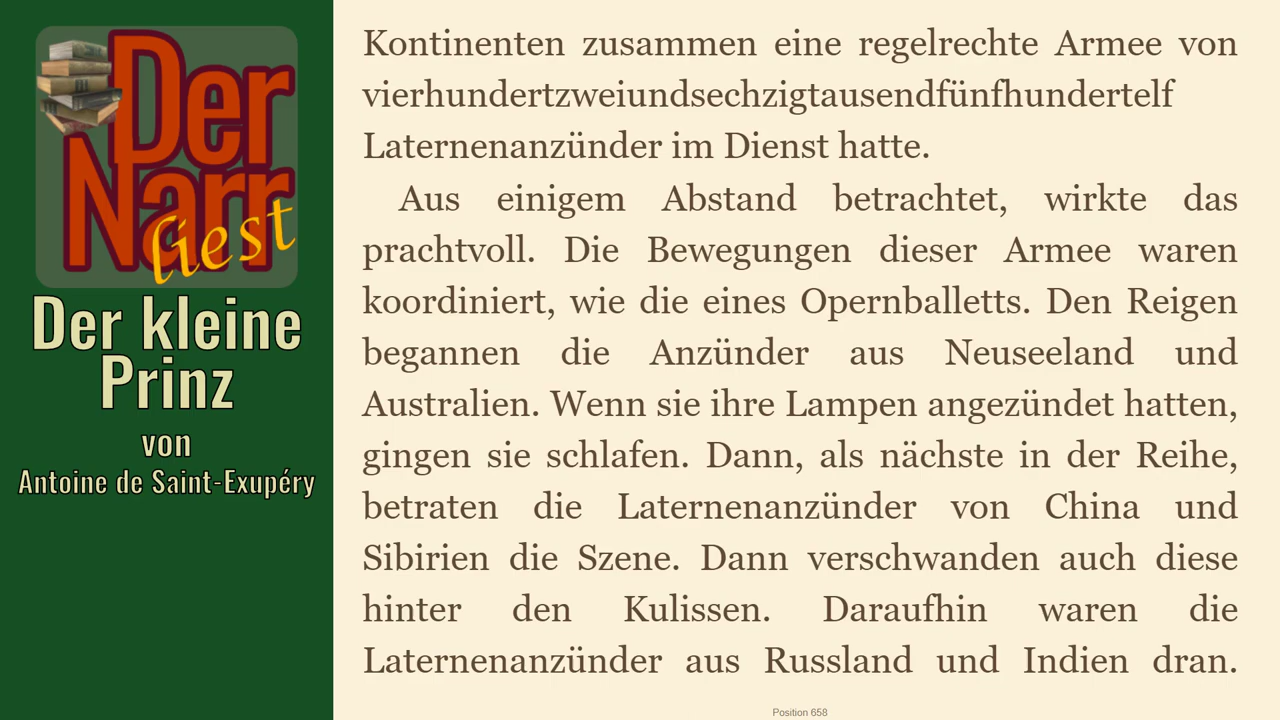 Der
Narr
liest
Der kleine
Prinz
von
Antoine de Saint-Exupéry
Kontinenten zusammen eine regelrechte Armee von
vierhundertzweiundsechzigtausendfünfhundertelf
Laternenanzünder im Dienst hatte.
Aus einigem Abstand betrachtet, wirkte das
prachtvoll. Die Bewegungen dieser Armee waren
koordiniert, wie die eines Opernballetts. Den Reigen
begannen die Anzünder aus Neuseeland und
Australien. Wenn sie ihre Lampen angezündet hatten,
gingen sie schlafen. Dann, als nächste in der Reihe,
betraten die Laternenanzünder von China und
Sibirien die Szene. Dann verschwanden auch diese
hinter den Kulissen. Daraufhin waren die
Laternenanzünder aus Russland und Indien dran.
Position 658